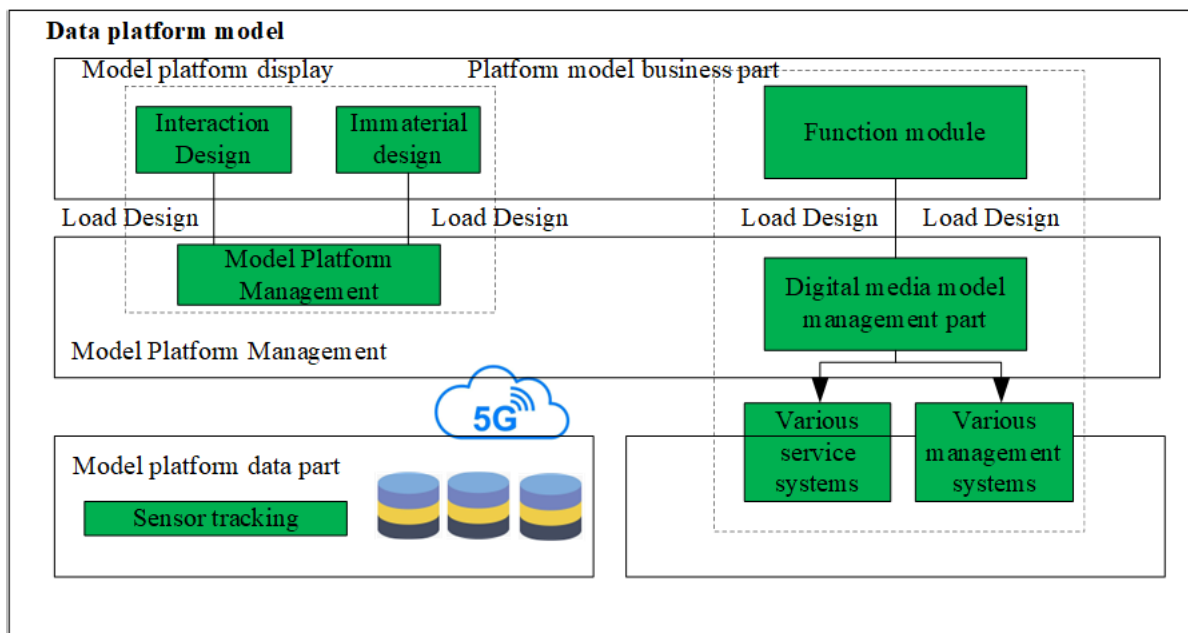 Data platform model
Model platform display
Platform model business part
Interaction
Design
Immaterial
design
Function module
Load Design
Load Design
Load Design
Load Design
Model Platform
Management
Digital media model
management part
Model Platform Management
5G
Various
service
systems
Various
management
systems
Model platform data part
Sensor tracking